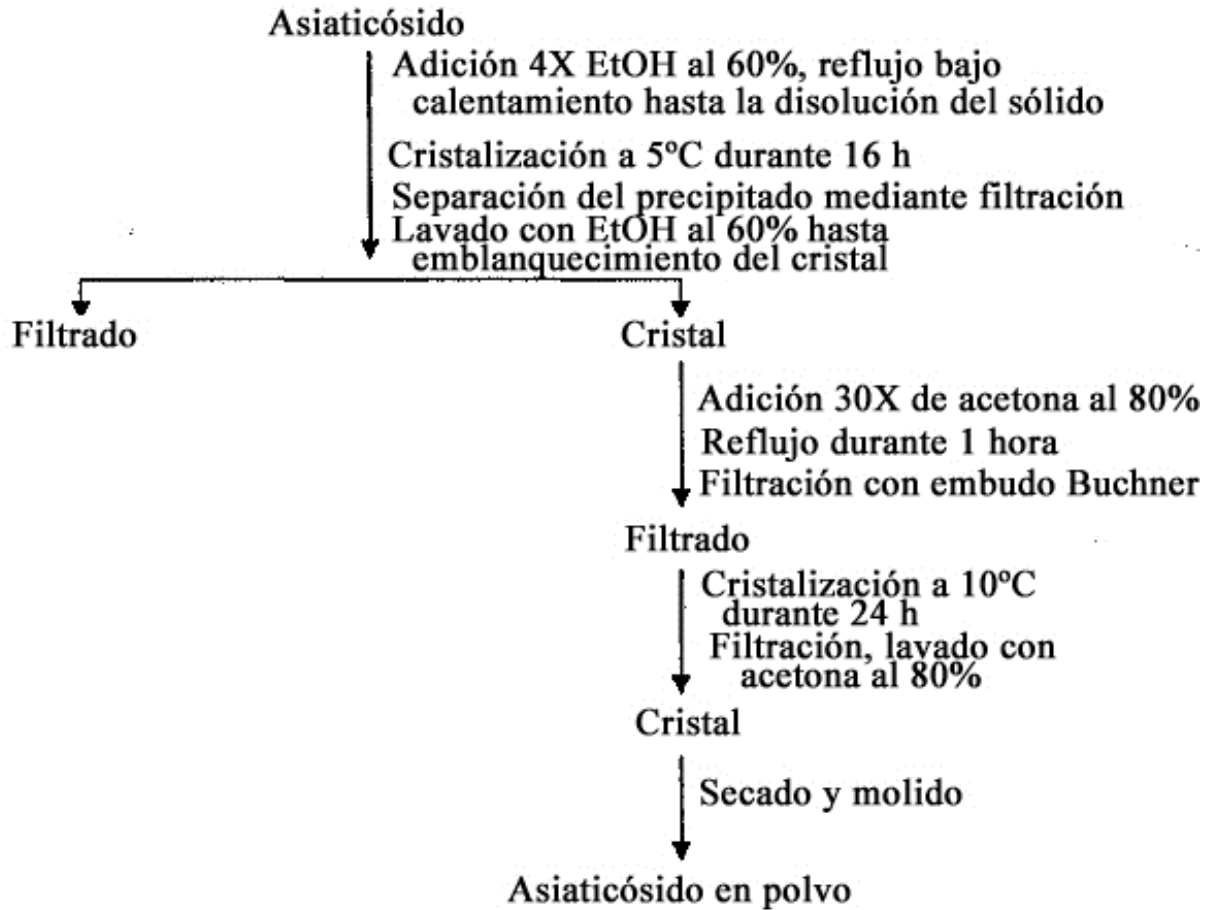 Asiaticósido
Adición 4X EtOH al 60%, reflujo bajo
calentamiento hasta la disolución del sólido
Cristalización a 5ºC durante 16 h
Separación del precipitado mediante filtración
Lavado con EtOH al 60% hasta
emblanquecimiento del cristal
Filtrado
Cristal
Adición 30X de acetona al 80%
Reflujo durante 1 hora
Filtración con embudo Buchner
Filtrado
Cristalización a 10ºC
durante 24 h
Filtración, lavado con
acetona al 80%
Cristal
Secado y molido
Asiaticósido en polvo